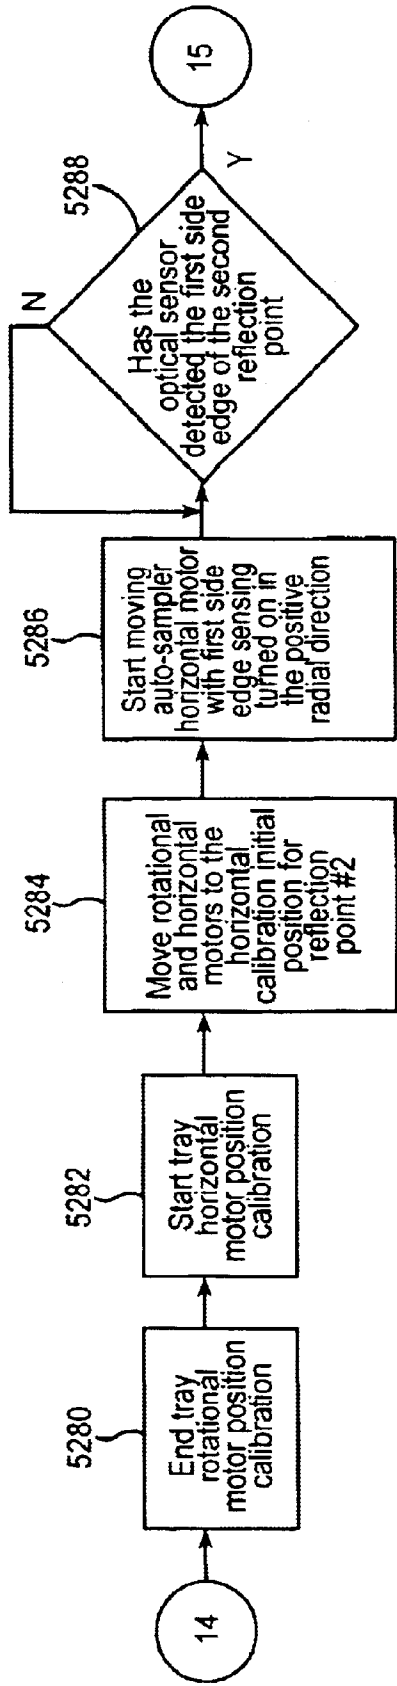 14
5280
End tray
rotational
motor position
calibration
5282
Start tray
horizontal
motor position
calibration
5284
Move rotational
and horizontal
motors to the
horizontal
calibration initial
position for
reflection
point #2
5286
Start moving
auto-sampler
horizontal motor
with first side
edge sensing
turned on in
the positive
radial direction
5288
Has the
optical sensor
detected the first side
edge of the second
reflection
point
N
Y
15